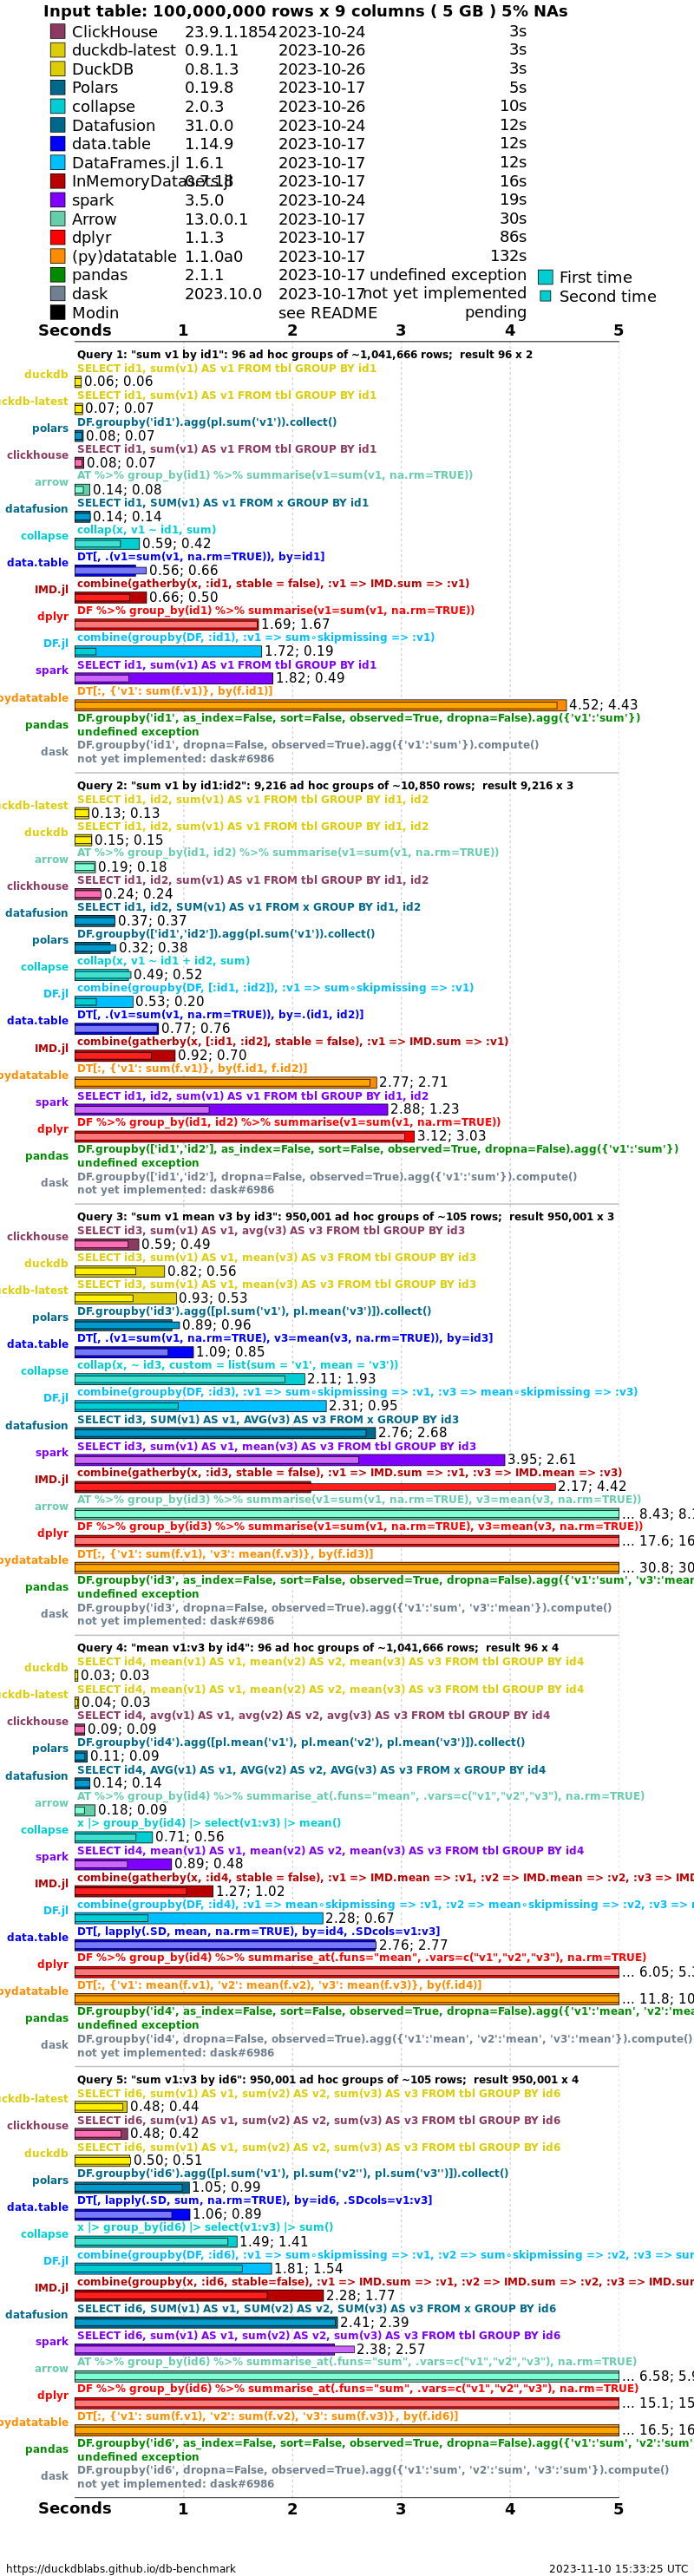 Input table: 100,000,000 rows x 9 columns ( 5 GB ) 5% NAs
ClickHouse 23.9.1.1854 2023-10-24 3s
duckdb-latest 0.9.1.1 2023-10-26 3s
DuckDB 0.8.1.3 2023-10-26 3s
Polars 0.19.8 2023-10-17 5s
collapse 2.0.3 2023-10-26 10s
Datafusion 31.0.0 2023-10-24 12s
data.table 1.14.9 2023-10-17 12s
DataFrames.jl 1.6.1 2023-10-17 12s
InMemoryDatasets.jl 0.7.18 2023-10-17 16s
spark 3.5.0 2023-10-24 19s
Arrow 13.0.0.1 2023-10-17 30s
dplyr 1.1.3 2023-10-17 86s
(py)datatable 1.1.0a0 2023-10-17 132s
pandas 2.1.1 2023-10-17 undefined exception
dask 2023.10.0 2023-10-17 not yet implemented
Modin see README pending
First time
Second time
Seconds 1 2 3 4 5
Query 1: "sum v1 by id1": 96 ad hoc groups of ~1,041,666 rows; result 96 x 2
SELECT id1, sum(v1) AS v1 FROM tbl GROUP BY id1
duckdb 0.06; 0.06
SELECT id1, sum(v1) AS v1 FROM tbl GROUP BY id1
uckdb-latest 0.07; 0.07
DF.groupby('id1').agg(pl.sum('v1')).collect()
polars 0.08; 0.07
SELECT id1, sum(v1) AS v1 FROM tbl GROUP BY id1
clickhouse 0.08; 0.07
AT %>% group_by(id1) %>% summarise(v1=sum(v1, na.rm=TRUE))
arrow 0.14; 0.08
SELECT id1, SUM(v1) AS v1 FROM x GROUP BY id1
datafusion 0.14; 0.14
collap(x, v1 ~ id1, sum)
collapse 0.59; 0.42
DT[, .(v1=sum(v1, na.rm=TRUE)), by=id1]
data.table 0.56; 0.66
combine(gatherby(x, :id1, stable = false), :v1 => IMD.sum => :v1)
IMD.jl 0.66; 0.50
DF %>% group_by(id1) %>% summarise(v1=sum(v1, na.rm=TRUE))
dplyr 1.69; 1.67
combine(groupby(DF, :id1), :v1 => sum∘skipmissing => :v1)
DF.jl 1.72; 0.19
SELECT id1, sum(v1) AS v1 FROM tbl GROUP BY id1
spark 1.82; 0.49
DT[:, {'v1': sum(f.v1)}, by(f.id1)]
pydatatable 4.52; 4.43
DF.groupby('id1', as_index=False, sort=False, observed=True, dropna=False).agg({'v1':'sum'})
pandas undefined exception
DF.groupby('id1', dropna=False, observed=True).agg({'v1':'sum'}).compute()
dask not yet implemented: dask#6986
Query 2: "sum v1 by id1:id2": 9,216 ad hoc groups of ~10,850 rows; result 9,216 x 3
SELECT id1, id2, sum(v1) AS v1 FROM tbl GROUP BY id1, id2
uckdb-latest 0.13; 0.13
SELECT id1, id2, sum(v1) AS v1 FROM tbl GROUP BY id1, id2
duckdb 0.15; 0.15
AT %>% group_by(id1, id2) %>% summarise(v1=sum(v1, na.rm=TRUE))
arrow 0.19; 0.18
SELECT id1, id2, sum(v1) AS v1 FROM tbl GROUP BY id1, id2
clickhouse 0.24; 0.24
SELECT id1, id2, SUM(v1) AS v1 FROM x GROUP BY id1, id2
datafusion 0.37; 0.37
DF.groupby(['id1','id2']).agg(pl.sum('v1')).collect()
polars 0.32; 0.38
collap(x, v1 ~ id1 + id2, sum)
collapse 0.49; 0.52
combine(groupby(DF, [:id1, :id2]), :v1 => sum∘skipmissing => :v1)
DF.jl 0.53; 0.20
DT[, .(v1=sum(v1, na.rm=TRUE)), by=.(id1, id2)]
data.table 0.77; 0.76
combine(gatherby(x, [:id1, :id2], stable = false), :v1 => IMD.sum => :v1)
IMD.jl 0.92; 0.70
DT[:, {'v1': sum(f.v1)}, by(f.id1, f.id2)]
pydatatable 2.77; 2.71
SELECT id1, id2, sum(v1) AS v1 FROM tbl GROUP BY id1, id2
spark 2.88; 1.23
DF %>% group_by(id1, id2) %>% summarise(v1=sum(v1, na.rm=TRUE))
dplyr 3.12; 3.03
DF.groupby(['id1','id2'], as_index=False, sort=False, observed=True, dropna=False).agg({'v1':'sum'})
pandas undefined exception
DF.groupby(['id1','id2'], dropna=False, observed=True).agg({'v1':'sum'}).compute()
dask not yet implemented: dask#6986
Query 3: "sum v1 mean v3 by id3": 950,001 ad hoc groups of ~105 rows; result 950,001 x 3
SELECT id3, sum(v1) AS v1, avg(v3) AS v3 FROM tbl GROUP BY id3
clickhouse 0.59; 0.49
SELECT id3, sum(v1) AS v1, mean(v3) AS v3 FROM tbl GROUP BY id3
duckdb 0.82; 0.56
SELECT id3, sum(v1) AS v1, mean(v3) AS v3 FROM tbl GROUP BY id3
uckdb-latest 0.93; 0.53
DF.groupby('id3').agg([pl.sum('v1'), pl.mean('v3')]).collect()
polars 0.89; 0.96
DT[, .(v1=sum(v1, na.rm=TRUE), v3=mean(v3, na.rm=TRUE)), by=id3]
data.table 1.09; 0.85
collap(x, ~ id3, custom = list(sum = 'v1', mean = 'v3'))
collapse 2.11; 1.93
combine(groupby(DF, :id3), :v1 => sum∘skipmissing => :v1, :v3 => mean∘skipmissing => :v3)
DF.jl 2.31; 0.95
SELECT id3, SUM(v1) AS v1, AVG(v3) AS v3 FROM x GROUP BY id3
datafusion 2.76; 2.68
SELECT id3, sum(v1) AS v1, mean(v3) AS v3 FROM tbl GROUP BY id3
spark 3.95; 2.61
combine(gatherby(x, :id3, stable = false), :v1 => IMD.sum => :v1, :v3 => IMD.mean => :v3)
IMD.jl 2.17; 4.42
AT %>% group_by(id3) %>% summarise(v1=sum(v1, na.rm=TRUE), v3=mean(v3, na.rm=TRUE))
arrow ... 8.43; 8.1
DF %>% group_by(id3) %>% summarise(v1=sum(v1, na.rm=TRUE), v3=mean(v3, na.rm=TRUE))
dplyr ... 17.6; 16
DT[:, {'v1': sum(f.v1), 'v3': mean(f.v3)}, by(f.id3)]
pydatatable ... 30.8; 30
DF.groupby('id3', as_index=False, sort=False, observed=True, dropna=False).agg({'v1':'sum', 'v3':'mean
pandas undefined exception
DF.groupby('id3', dropna=False, observed=True).agg({'v1':'sum', 'v3':'mean'}).compute()
dask not yet implemented: dask#6986
Query 4: "mean v1:v3 by id4": 96 ad hoc groups of ~1,041,666 rows; result 96 x 4
SELECT id4, mean(v1) AS v1, mean(v2) AS v2, mean(v3) AS v3 FROM tbl GROUP BY id4
duckdb 0.03; 0.03
SELECT id4, mean(v1) AS v1, mean(v2) AS v2, mean(v3) AS v3 FROM tbl GROUP BY id4
uckdb-latest 0.04; 0.03
SELECT id4, avg(v1) AS v1, avg(v2) AS v2, avg(v3) AS v3 FROM tbl GROUP BY id4
clickhouse 0.09; 0.09
DF.groupby('id4').agg([pl.mean('v1'), pl.mean('v2'), pl.mean('v3')]).collect()
polars 0.11; 0.09
SELECT id4, AVG(v1) AS v1, AVG(v2) AS v2, AVG(v3) AS v3 FROM x GROUP BY id4
datafusion 0.14; 0.14
AT %>% group_by(id4) %>% summarise_at(.funs="mean", .vars=c("v1","v2","v3"), na.rm=TRUE)
arrow 0.18; 0.09
x |> group_by(id4) |> select(v1:v3) |> mean()
collapse 0.71; 0.56
SELECT id4, mean(v1) AS v1, mean(v2) AS v2, mean(v3) AS v3 FROM tbl GROUP BY id4
spark 0.89; 0.48
combine(gatherby(x, :id4, stable = false), :v1 => IMD.mean => :v1, :v2 => IMD.mean => :v2, :v3 => IMD
IMD.jl 1.27; 1.02
combine(groupby(DF, :id4), :v1 => mean∘skipmissing => :v1, :v2 => mean∘skipmissing => :v2, :v3 => r
DF.jl 2.28; 0.67
DT[, lapply(.SD, mean, na.rm=TRUE), by=id4, .SDcols=v1:v3]
data.table 2.76; 2.77
DF %>% group_by(id4) %>% summarise_at(.funs="mean", .vars=c("v1","v2","v3"), na.rm=TRUE)
dplyr ... 6.05; 5.3
DT[:, {'v1': mean(f.v1), 'v2': mean(f.v2), 'v3': mean(f.v3)}, by(f.id4)]
pydatatable ... 11.8; 10
DF.groupby('id4', as_index=False, sort=False, observed=True, dropna=False).agg({'v1':'mean', 'v2':'mea
pandas undefined exception
DF.groupby('id4', dropna=False, observed=True).agg({'v1':'mean', 'v2':'mean', 'v3':'mean'}).compute()
dask not yet implemented: dask#6986
Query 5: "sum v1:v3 by id6": 950,001 ad hoc groups of ~105 rows; result 950,001 x 4
SELECT id6, sum(v1) AS v1, sum(v2) AS v2, sum(v3) AS v3 FROM tbl GROUP BY id6
uckdb-latest 0.48; 0.44
SELECT id6, sum(v1) AS v1, sum(v2) AS v2, sum(v3) AS v3 FROM tbl GROUP BY id6
clickhouse 0.48; 0.42
SELECT id6, sum(v1) AS v1, sum(v2) AS v2, sum(v3) AS v3 FROM tbl GROUP BY id6
duckdb 0.50; 0.51
DF.groupby('id6').agg([pl.sum('v1'), pl.sum('v2''), pl.sum('v3'')]).collect()
polars 1.05; 0.99
DT[, lapply(.SD, sum, na.rm=TRUE), by=id6, .SDcols=v1:v3]
data.table 1.06; 0.89
x |> group_by(id6) |> select(v1:v3) |> sum()
collapse 1.49; 1.41
combine(groupby(DF, :id6), :v1 => sum∘skipmissing => :v1, :v2 => sum∘skipmissing => :v2, :v3 => sum
DF.jl 1.81; 1.54
combine(groupby(x, :id6, stable=false), :v1 => IMD.sum => :v1, :v2 => IMD.sum => :v2, :v3 => IMD.sum
IMD.jl 2.28; 1.77
SELECT id6, SUM(v1) AS v1, SUM(v2) AS v2, SUM(v3) AS v3 FROM x GROUP BY id6
datafusion 2.41; 2.39
SELECT id6, sum(v1) AS v1, sum(v2) AS v2, sum(v3) AS v3 FROM tbl GROUP BY id6
spark 2.38; 2.57
AT %>% group_by(id6) %>% summarise_at(.funs="sum", .vars=c("v1","v2","v3"), na.rm=TRUE)
arrow ... 6.58; 5.9
DF %>% group_by(id6) %>% summarise_at(.funs="sum", .vars=c("v1","v2","v3"), na.rm=TRUE)
dplyr ... 15.1; 15
DT[:, {'v1': sum(f.v1), 'v2': sum(f.v2), 'v3': sum(f.v3)}, by(f.id6)]
pydatatable ... 16.5; 16
DF.groupby('id6', as_index=False, sort=False, observed=True, dropna=False).agg({'v1':'sum', 'v2':'sum'
pandas undefined exception
DF.groupby('id6', dropna=False, observed=True).agg({'v1':'sum', 'v2':'sum', 'v3':'sum'}).compute()
dask not yet implemented: dask#6986
Seconds 1 2 3 4 5
https://duckdblabs.github.io/db-benchmark 2023-11-10 15:33:25 UTC